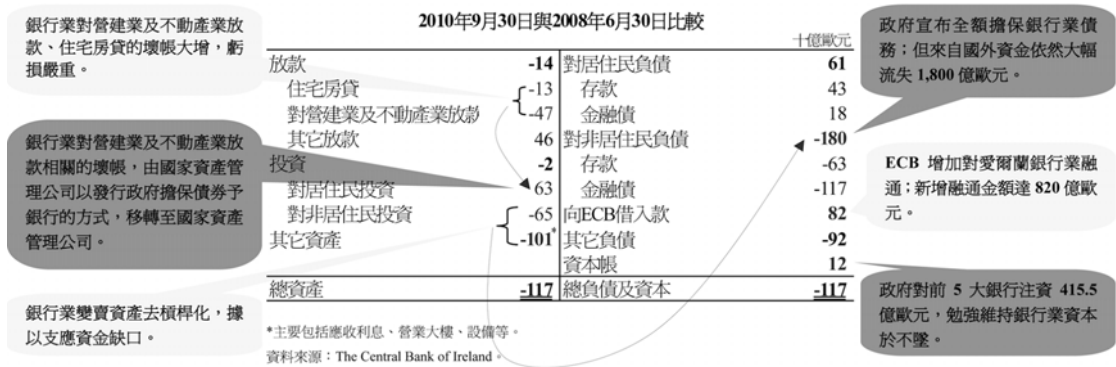 2010年9月30日與2008年6月30日比較
十億歐元
放款 -14 對居住民負債 61
住宅房貸 -13 存款 43
對營建業及不動產業放款 -47 金融債 18
其它放款 46 對非居住民負債 -180
投資 -2 存款 -63
對居住民投資 63 金融債 -117
對非居住民投資 -65 向ECB借入款 82
其它資產 -101* 其它負債 -92
資本帳 12
總資產 -117 總負債及資本 -117
*主要包括應收利息、營業大樓、設備等。
資料來源：The Central Bank of Ireland。
銀行業對營建業及不動產業放
款、住宅房貸的壞帳大增，虧
損嚴重。
銀行業對營建業及不動產業放
款相關的壞帳，由國家資產管
理公司以發行政府擔保債券予
銀行的方式，移轉至國家資產
管理公司。
銀行業變賣資產去槓桿化，據
以支應資金缺口。
政府宣布全額擔保銀行業債
務；但來自國外資金依然大幅
流失 1,800 億歐元。
ECB 增加對愛爾蘭銀行業融
通；新增融通金額達 820 億歐
元。
政府對前 5 大銀行注資 415.5
億歐元，勉強維持銀行業資本
於不墜。